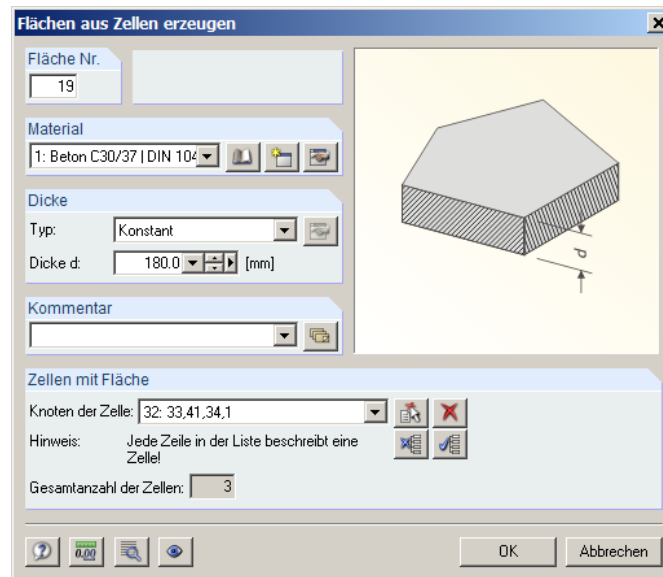 Flächen aus Zellen erzeugen
Fläche Nr.
19
Material
1: Beton C30/37 | DIN 104
Dicke
Typ: Konstant
Dicke d: 180.0 [mm]
d
Kommentar
Zellen mit Fläche
Knoten der Zelle: 32: 33,41,34,1
Hinweis: Jede Zeile in der Liste beschreibt eine
Zelle!
Gesamtanzahl der Zellen: 3
0.00
OK Abbrechen